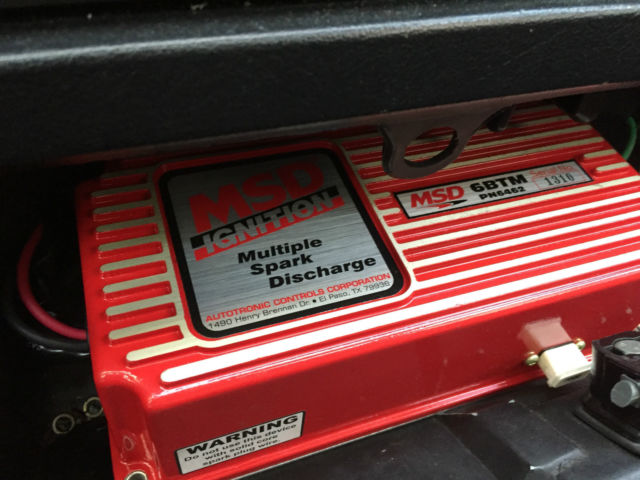 MSD
IGNITION
Multiple
Spark
Discharge
AUTOTRONIC CONTROLS CORPORATION
1490 Henry Brennan Dr. • El Paso, TX 79936
MSD 6BTM
PN6462
1310
WARNING
Do not use this device
with solid core
spark plug wire.